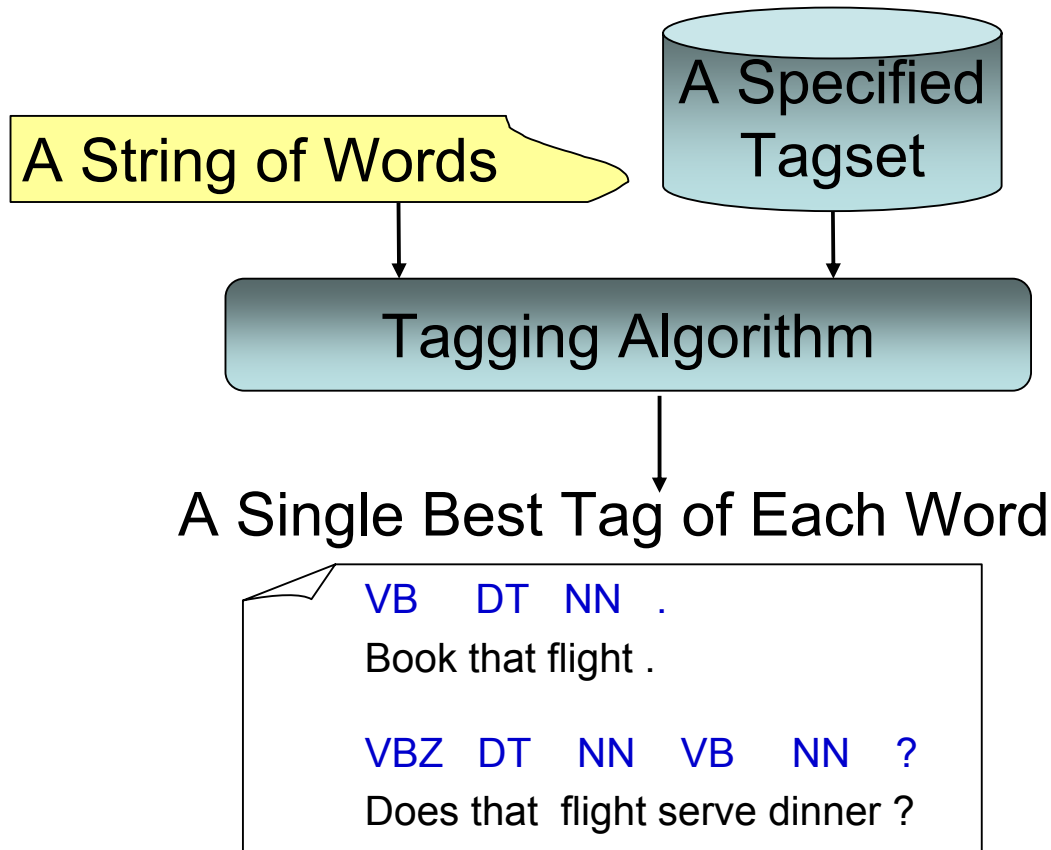 A Specified
Tagset
A String of Words
Tagging Algorithm
A Single Best Tag of Each Word
VB DT NN .
Book that flight .
VBZ DT NN VB NN ?
Does that flight serve dinner ?